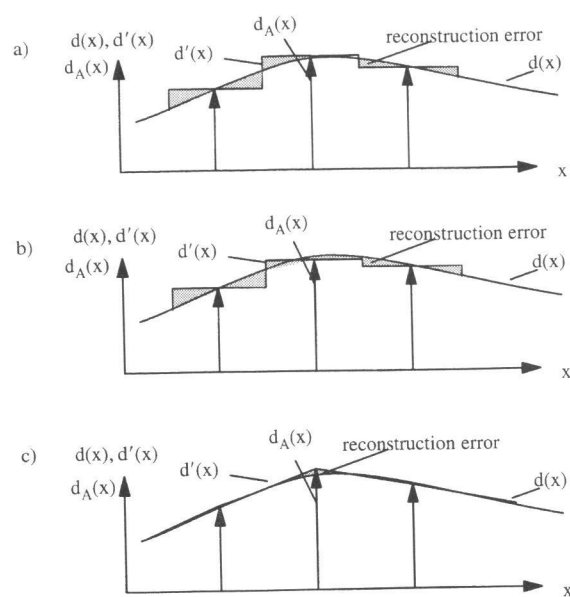 a)
d(x), d′(x)
d_A(x)
d′(x)
d_A(x)
reconstruction error
d(x)
x
b)
d(x), d′(x)
d_A(x)
d′(x)
d_A(x)
reconstruction error
d(x)
x
c)
d(x), d′(x)
d_A(x)
d′(x)
d_A(x)
reconstruction error
d(x)
x